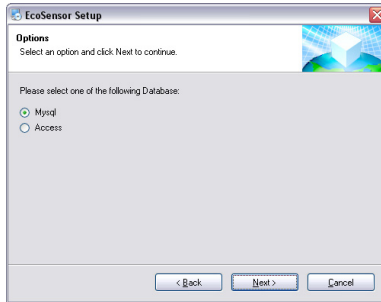 EcoSensor Setup
Options
Select an option and click Next to continue.
Please select one of the following Database:
Mysql
Access
< Back
Next >
Cancel